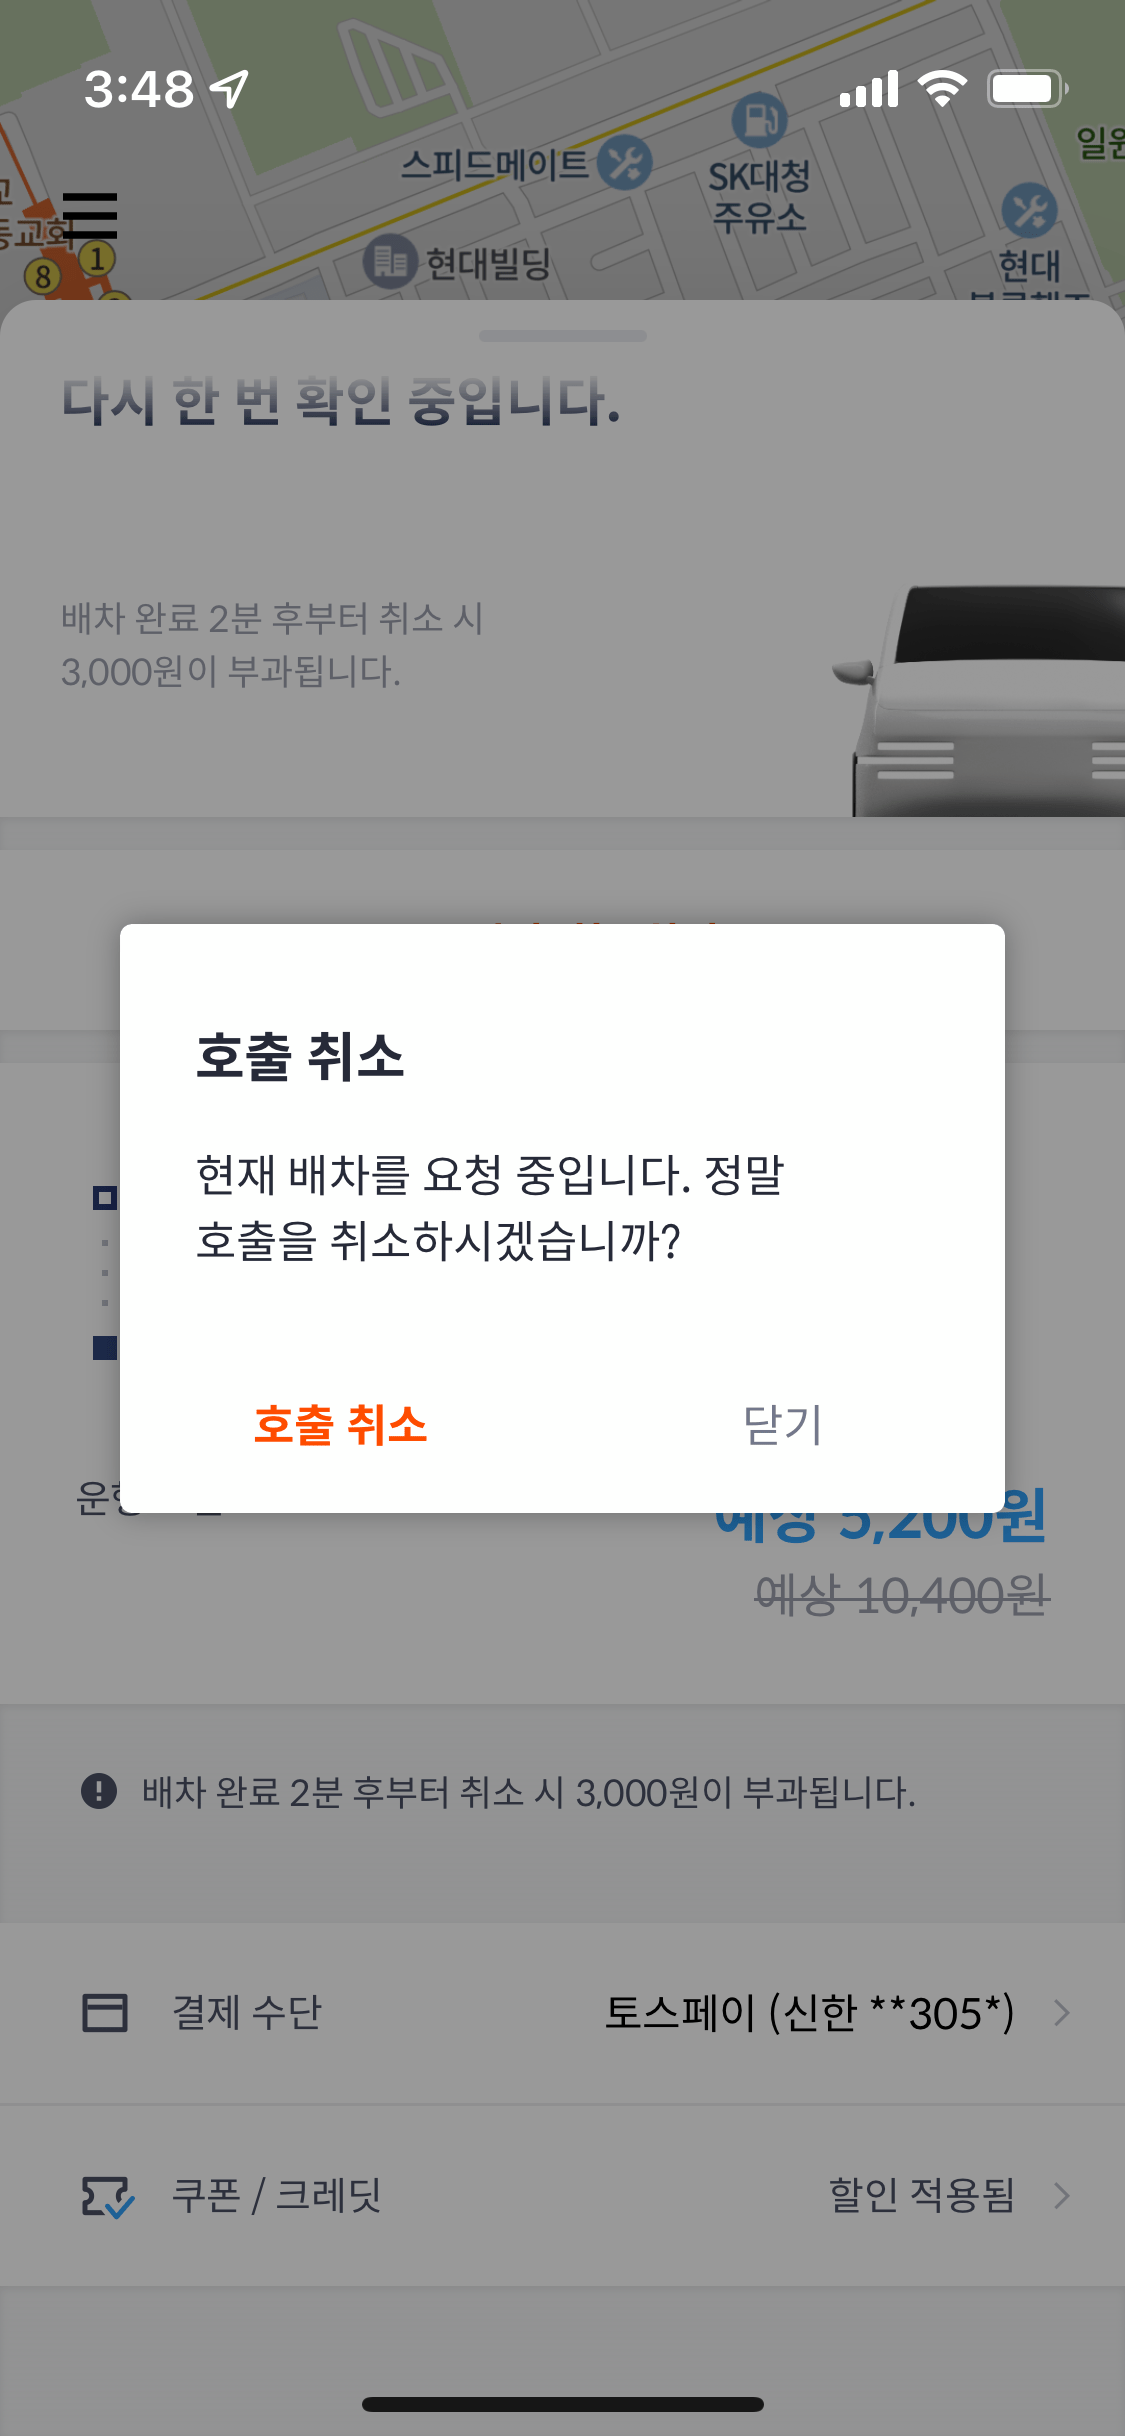 3:48
스피드메이트
SK대청
주유소
일원
현대빌딩
현대
8
1
다시 한 번 확인 중입니다.
배차 완료 2분 후부터 취소 시
3,000원이 부과됩니다.
호출 취소
현재 배차를 요청 중입니다. 정말
호출을 취소하시겠습니까?
호출 취소
닫기
예상 5,200원
예상 10,400원
배차 완료 2분 후부터 취소 시 3,000원이 부과됩니다.
결제 수단
토스페이 (신한 **305*)
쿠폰 / 크레딧
할인 적용됨